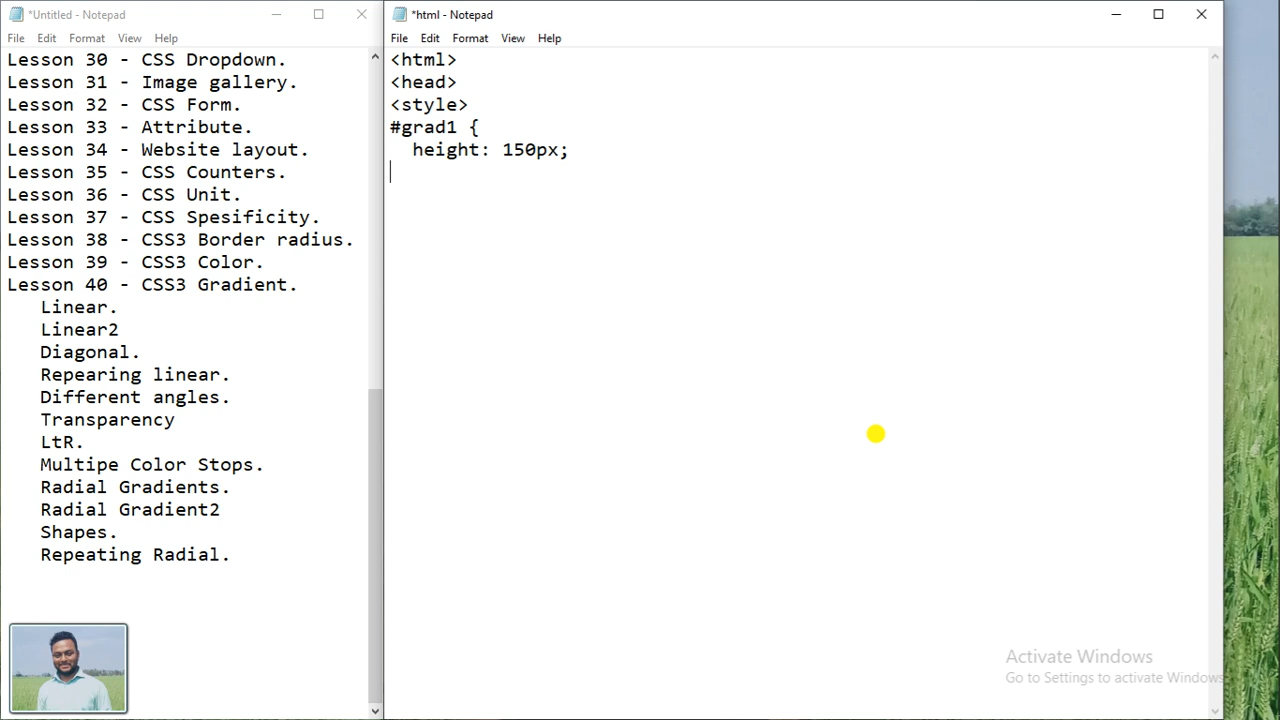 *Untitled - Notepad
File Edit Format View Help
Lesson 30 - CSS Dropdown.
Lesson 31 - Image gallery.
Lesson 32 - CSS Form.
Lesson 33 - Attribute.
Lesson 34 - Website layout.
Lesson 35 - CSS Counters.
Lesson 36 - CSS Unit.
Lesson 37 - CSS Spesificity.
Lesson 38 - CSS3 Border radius.
Lesson 39 - CSS3 Color.
Lesson 40 - CSS3 Gradient.
Linear.
Linear2
Diagonal.
Repearing linear.
Different angles.
Transparency
LtR.
Multipe Color Stops.
Radial Gradients.
Radial Gradient2
Shapes.
Repeating Radial.
*html - Notepad
File Edit Format View Help
<html>
<head>
<style>
#grad1 {
height: 150px;
Activate Windows
Go to Settings to activate Windows.